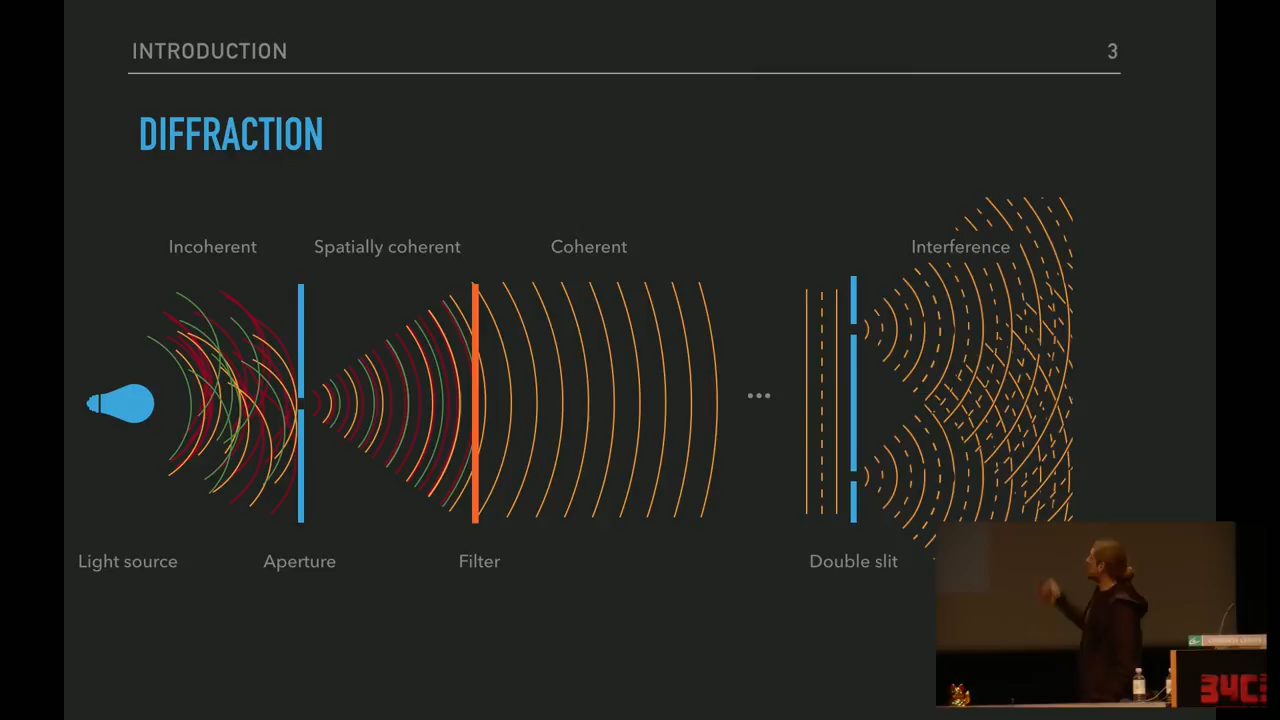 INTRODUCTION 3
DIFFRACTION
Incoherent Spatially coherent Coherent Interference
...
Light source Aperture Filter Double slit
34C3